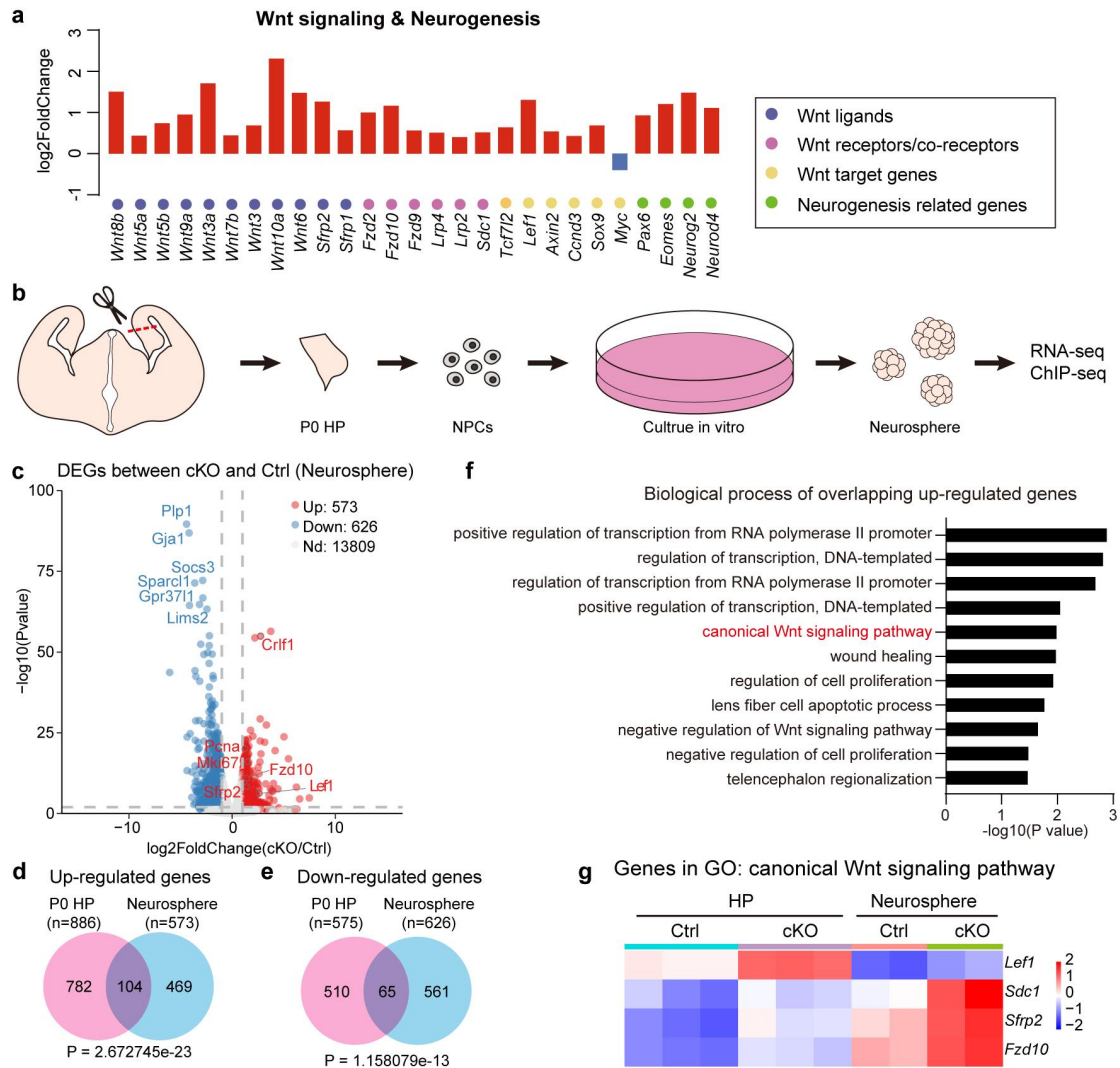 a
Wnt signaling & Neurogenesis
log2FoldChange
3
2
1
0
-1
Wnt8b
Wnt5a
Wnt5b
Wnt9a
Wnt3a
Wnt7b
Wnt3
Wnt10a
Wnt6
Sfrp2
Sfrp1
Fzd2
Fzd10
Fzd9
Lrp4
Lrp2
Sdc1
Tcf7l2
Lef1
Axin2
Ccnd3
Sox9
Myc
Pax6
Eomes
Neurog2
Neurod4
Wnt ligands
Wnt receptors/co-receptors
Wnt target genes
Neurogenesis related genes
b
P0 HP
NPCs
Cultrue in vitro
Neurosphere
RNA-seq
ChIP-seq
c
DEGs between cKO and Ctrl (Neurosphere)
−log10(Pvalue)
100
75
50
25
0
−10
0
10
log2FoldChange(cKO/Ctrl)
Up: 573
Down: 626
Nd: 13809
Plp1
Gja1
Socs3
Sparcl1
Gpr37l1
Lims2
Crlf1
Pcna
Mki67
Fzd10
Sfrp2
Lef1
f
Biological process of overlapping up-regulated genes
positive regulation of transcription from RNA polymerase II promoter
regulation of transcription, DNA-templated
regulation of transcription from RNA polymerase II promoter
positive regulation of transcription, DNA-templated
canonical Wnt signaling pathway
wound healing
regulation of cell proliferation
lens fiber cell apoptotic process
negative regulation of Wnt signaling pathway
negative regulation of cell proliferation
telencephalon regionalization
0
1
2
3
-log10(P value)
d
Up-regulated genes
P0 HP
(n=886)
Neurosphere
(n=573)
782
104
469
P = 2.672745e-23
e
Down-regulated genes
P0 HP
(n=575)
Neurosphere
(n=626)
510
65
561
P = 1.158079e-13
g
Genes in GO: canonical Wnt signaling pathway
HP
Neurosphere
Ctrl
cKO
Ctrl
cKO
Lef1
Sdc1
Sfrp2
Fzd10
2
1
0
−1
−2